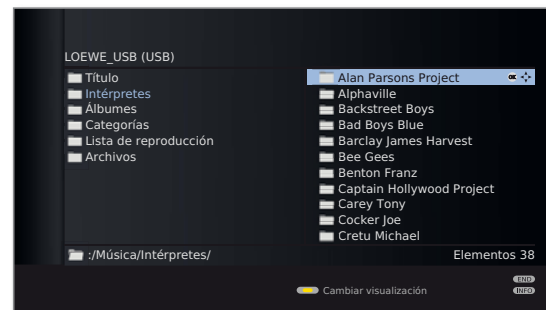 LOEWE_USB (USB)
Título
Intérpretes
Álbumes
Categorías
Lista de reproducción
Archivos
Alan Parsons Project OK
Alphaville
Backstreet Boys
Bad Boys Blue
Barclay James Harvest
Bee Gees
Benton Franz
Captain Hollywood Project
Carey Tony
Cocker Joe
Cretu Michael
:/Música/Intérpretes/ Elementos 38
END
Cambiar visualización INFO